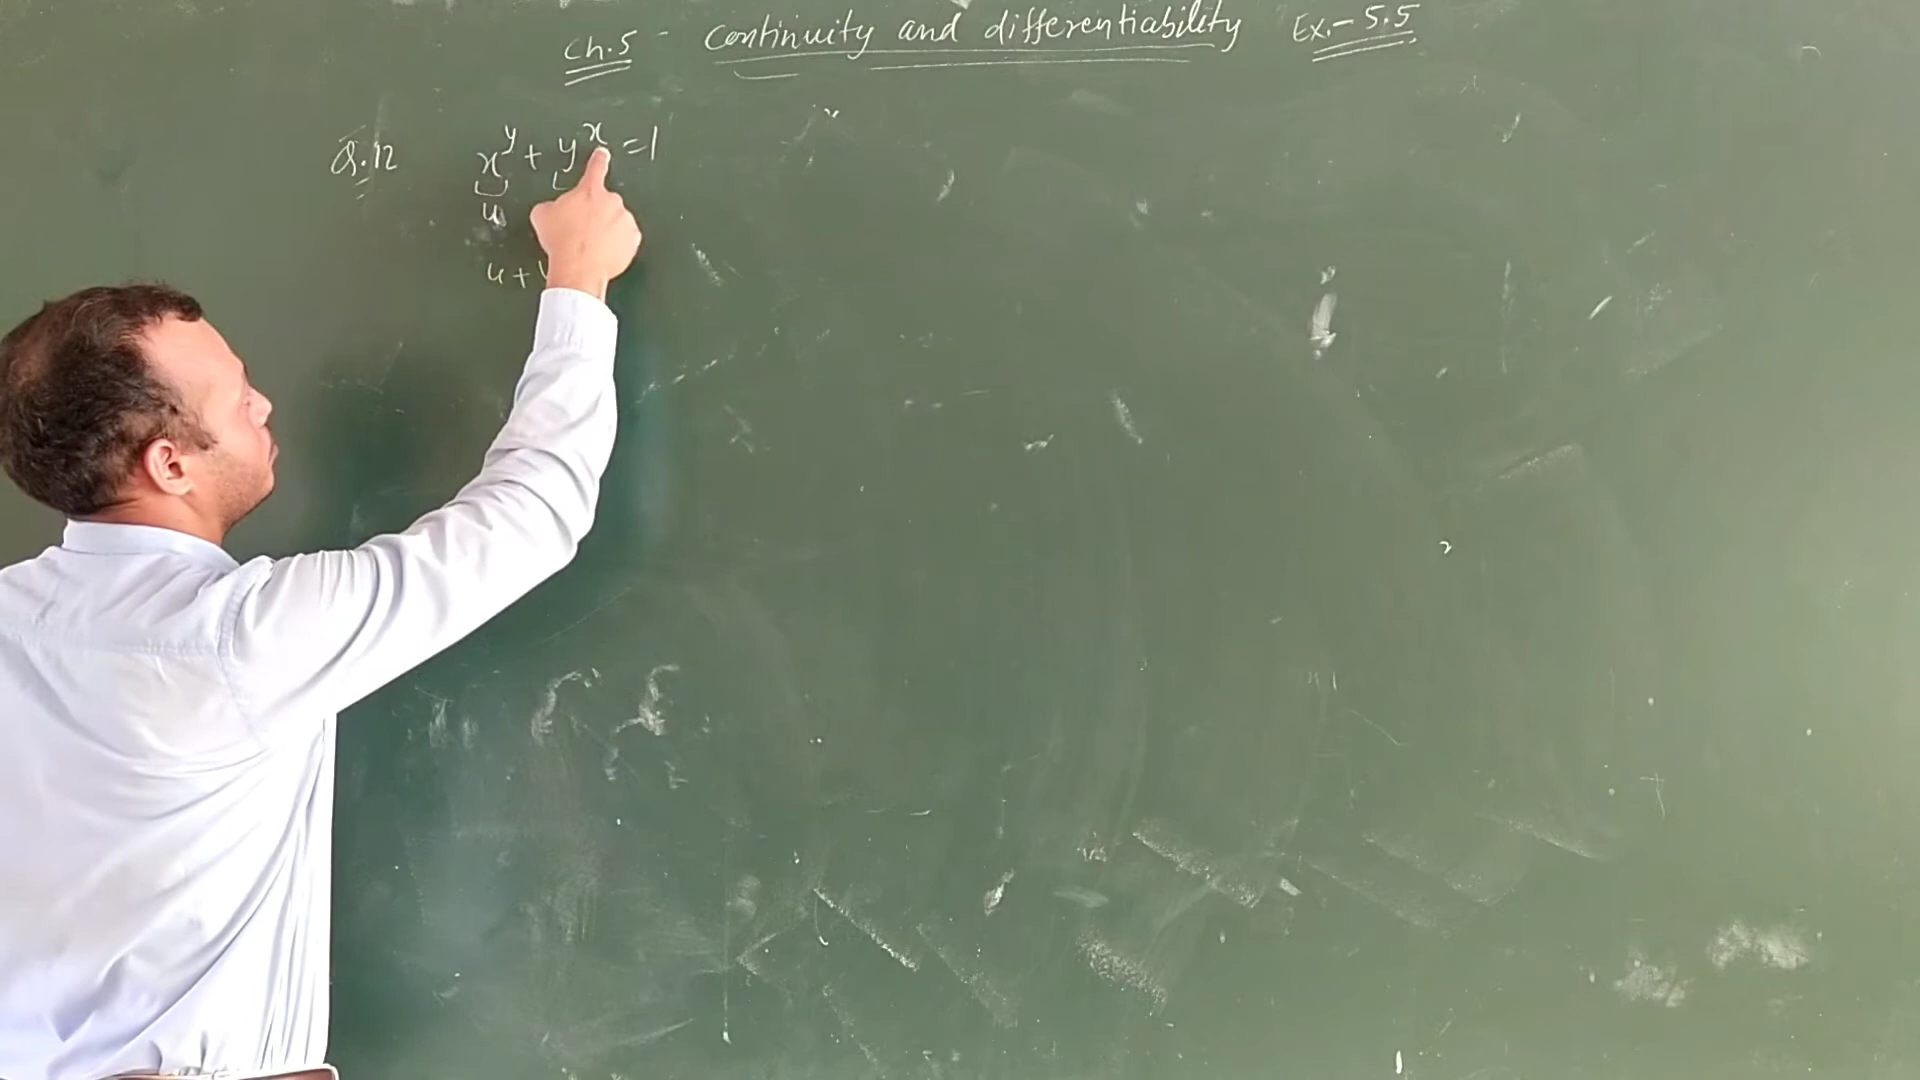 Ch.5 - Continuity and differentiability Ex.- 5.5
Q.12 x^y + y^x = 1
u
u +